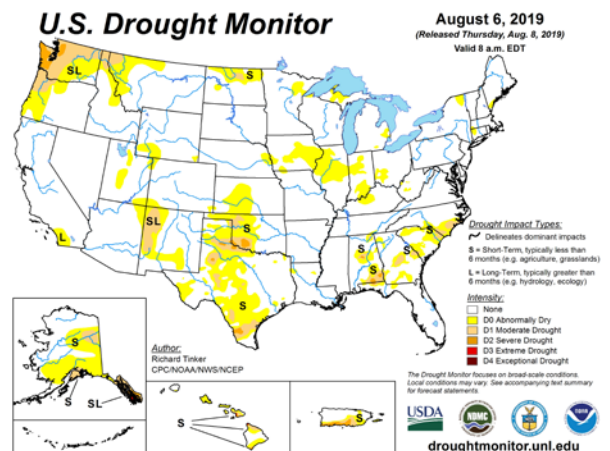 U.S. Drought Monitor
August 6, 2019
(Released Thursday, Aug. 8, 2019)
Valid 8 a.m. EDT
SL
S
SL
L
S
S
S
S
S
S
Drought Impact Types:
Delineates dominant impacts
S = Short-Term, typically less than
6 months (e.g. agriculture, grasslands)
L = Long-Term, typically greater than
6 months (e.g. hydrology, ecology)
Intensity:
None
D0 Abnormally Dry
D1 Moderate Drought
D2 Severe Drought
D3 Extreme Drought
D4 Exceptional Drought
S
S
SL
Author:
Richard Tinker
CPC/NOAA/NWS/NCEP
S
S
The Drought Monitor focuses on broad-scale conditions.
Local conditions may vary. See accompanying text summary
for forecast statements.
USDA
NDMC
droughtmonitor.unl.edu